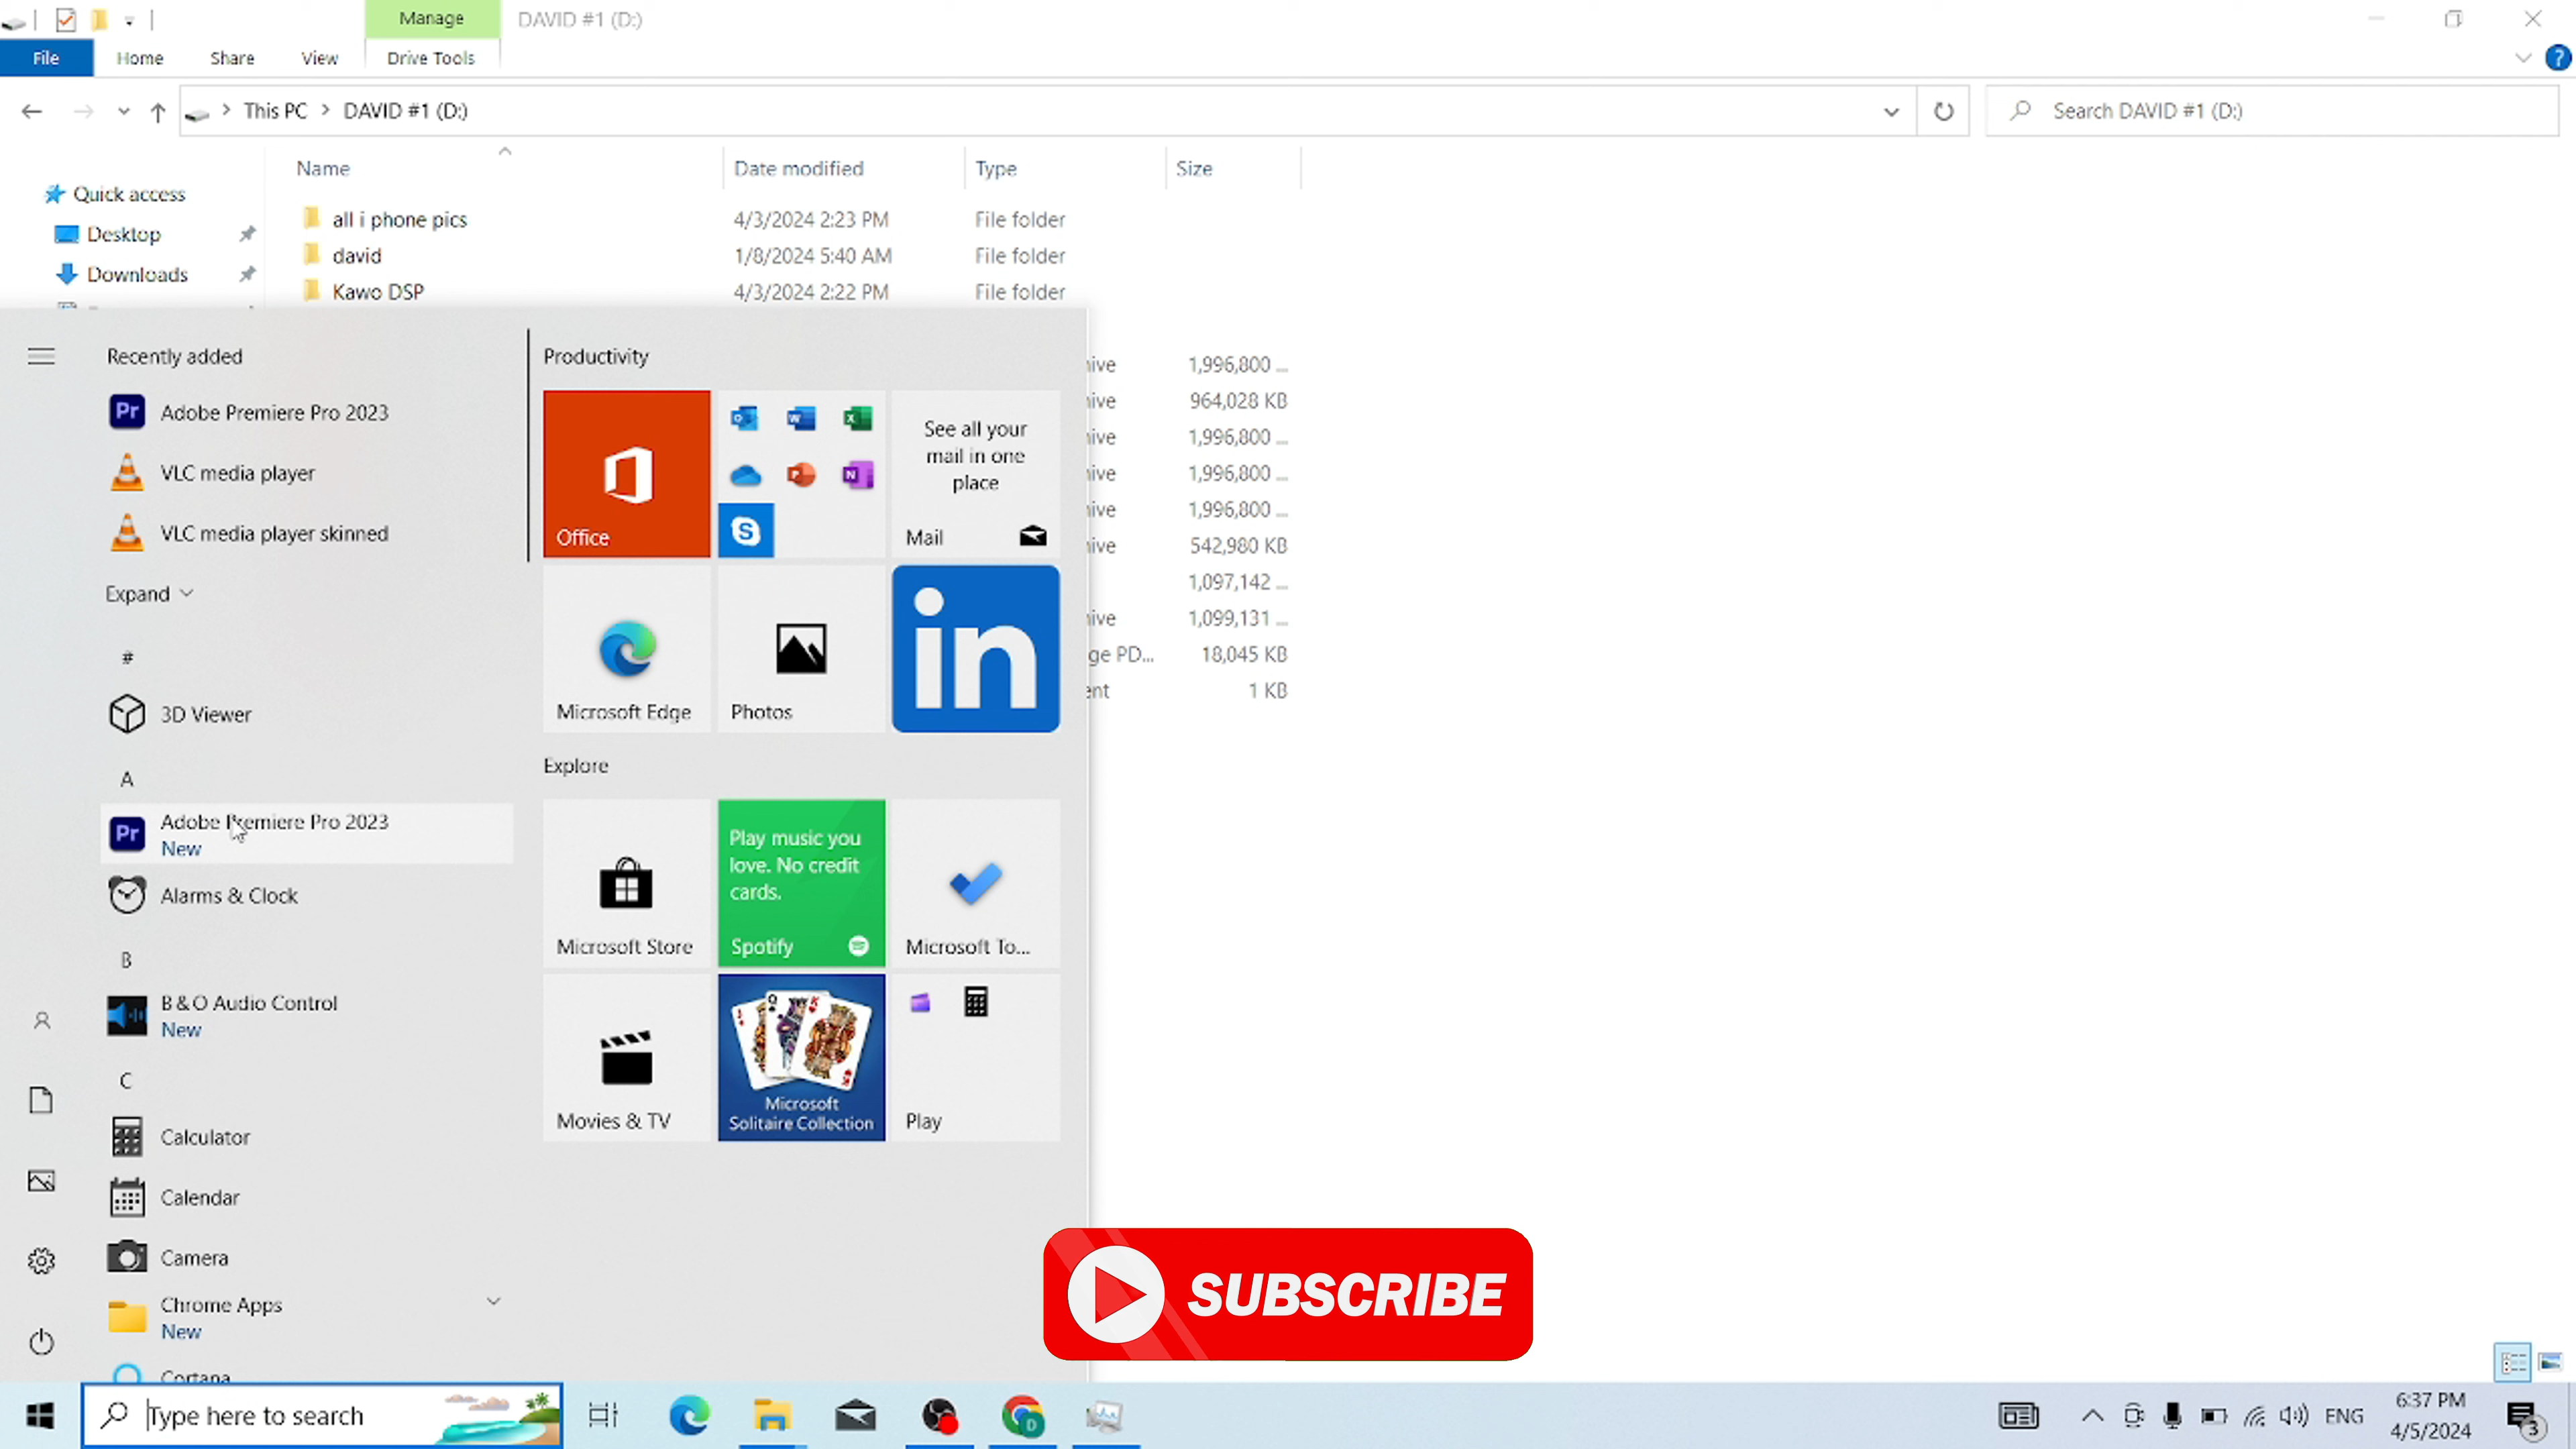 Manage
DAVID #1 (D:)
File
Home
Share
View
Drive Tools
This PC
DAVID #1 (D:)
Search DAVID #1 (D:)
Name
Date modified
Type
Size
Quick access
Desktop
Downloads
all i phone pics
4/3/2024 2:23 PM
File folder
david
1/8/2024 5:40 AM
File folder
Kawo DSP
4/3/2024 2:22 PM
File folder
1,996,800 ...
964,028 KB
1,996,800 ...
1,996,800 ...
1,996,800 ...
542,980 KB
1,097,142 ...
1,099,131 ...
ge PD...
18,045 KB
1 KB
Recently added
Adobe Premiere Pro 2023
VLC media player
VLC media player skinned
Expand
#
3D Viewer
A
Adobe Premiere Pro 2023
New
Alarms & Clock
B
B&O Audio Control
New
C
Calculator
Calendar
Camera
Chrome Apps
New
Cortana
Productivity
Office
See all your
mail in one
place
Mail
Microsoft Edge
Photos
in
Explore
Microsoft Store
Play music you
love. No credit
cards.
Spotify
Microsoft To...
Movies & TV
Microsoft
Solitaire Collection
Play
SUBSCRIBE
Type here to search
ENG
6:37 PM
4/5/2024
3